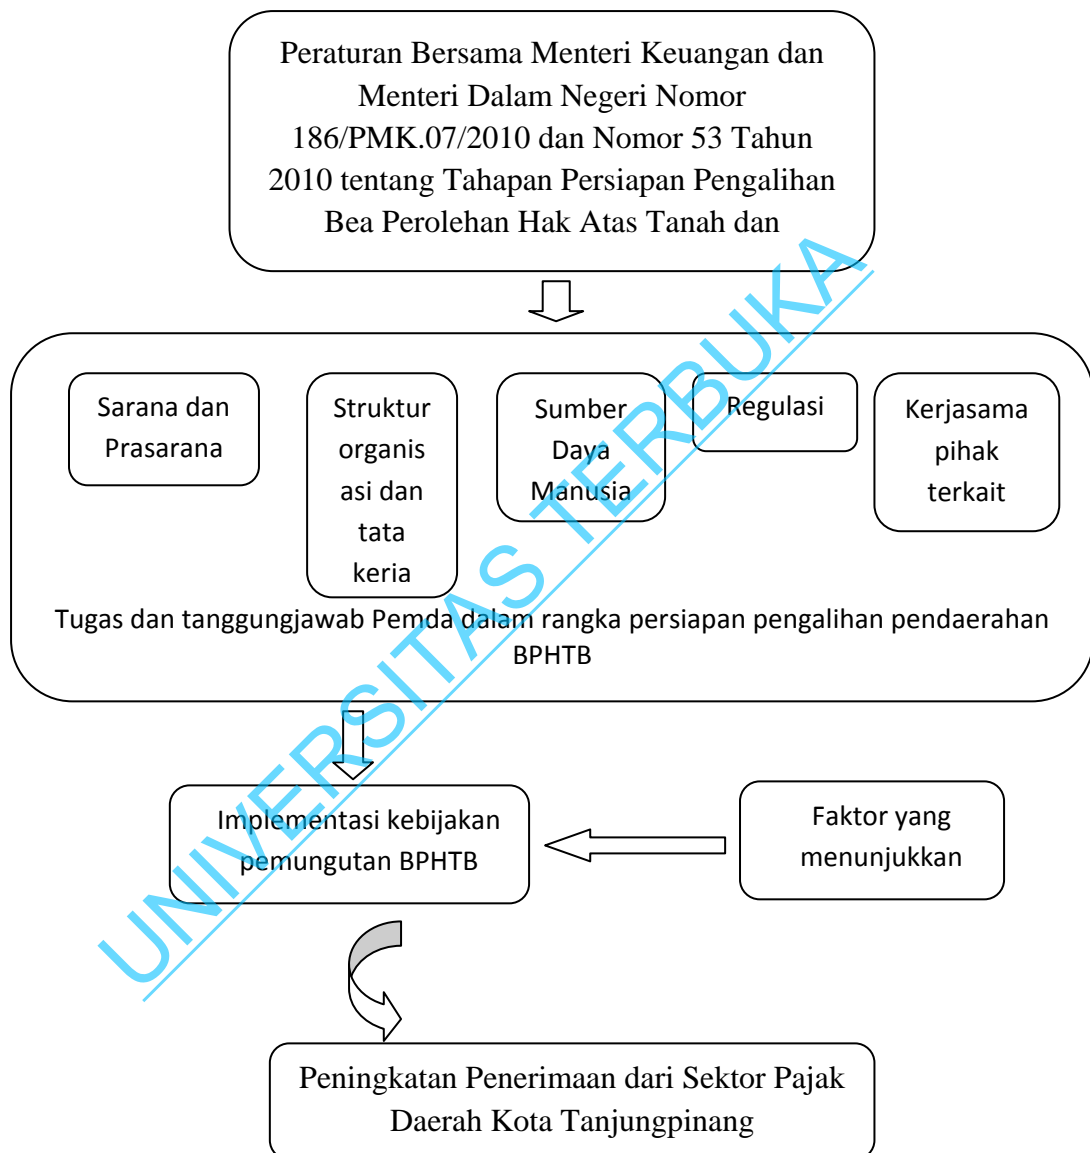 Peraturan Bersama Menteri Keuangan dan
Menteri Dalam Negeri Nomor
186/PMK.07/2010 dan Nomor 53 Tahun
2010 tentang Tahapan Persiapan Pengalihan
Bea Perolehan Hak Atas Tanah dan
Sarana dan
Prasarana
Struktur
organis
asi dan
tata
kerja
Sumber
Daya
Manusia
Regulasi
Kerjasama
pihak
terkait
Tugas dan tanggungjawab Pemda dalam rangka persiapan pengalihan pendaerahan
BPHTB
Implementasi kebijakan
pemungutan BPHTB
Faktor yang
menunjukkan
Peningkatan Penerimaan dari Sektor Pajak
Daerah Kota Tanjungpinang
UNIVERSITAS TERBUKA